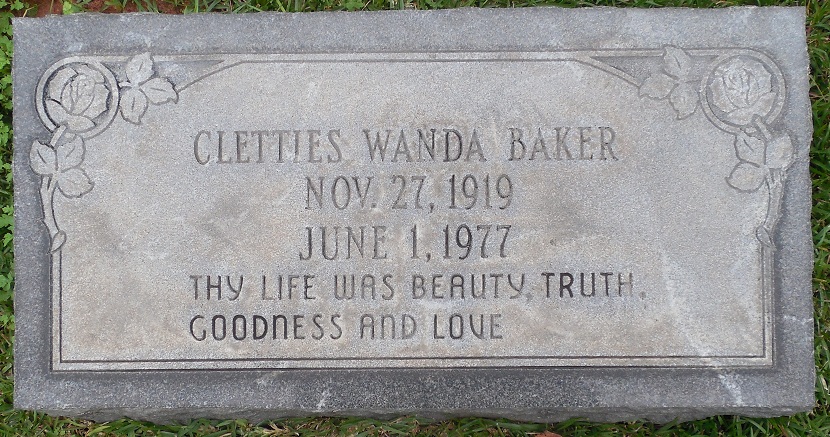 CLETTIES WANDA BAKER
NOV. 27, 1919
JUNE 1, 1977
THY LIFE WAS BEAUTY, TRUTH,
GOODNESS AND LOVE